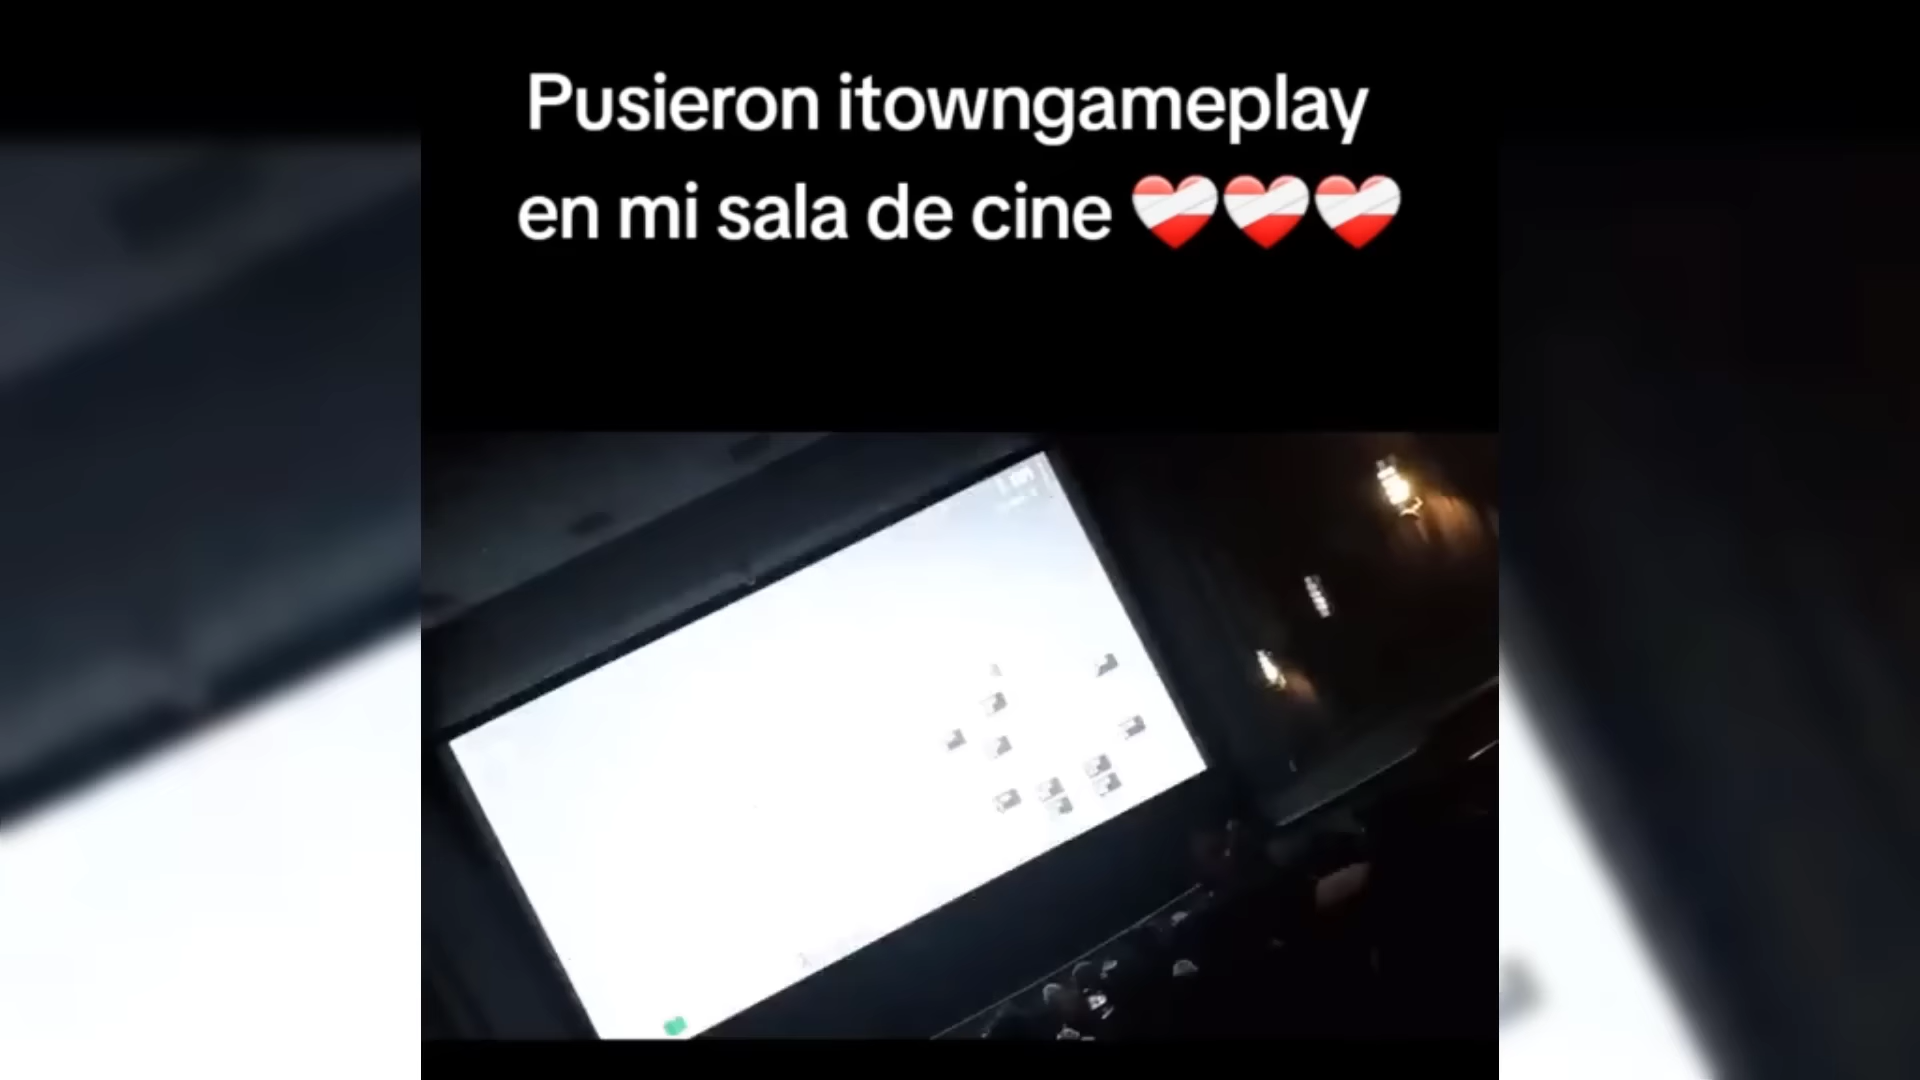 Pusieron itowngameplay
en mi sala de cine ❤️‍🩹❤️‍🩹❤️‍🩹